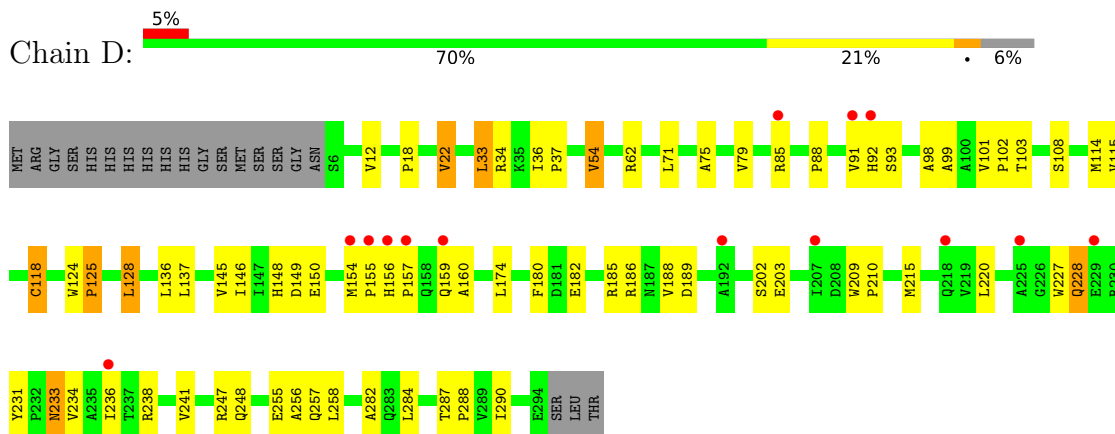 5%
Chain D:
70% 21% • 6%
MET ARG GLY SER HIS HIS HIS HIS HIS HIS GLY SER MET SER SER GLY ASN S6 V12 P18 V22 L33 R34 K35 I36 P37 V54 R62 L71 A75 V79 R85 P88 V91 H92 S93 A98 A99 A100 V101 P102 T103 S108 M114 V115
C118 W124 P125 L128 L136 L137 V145 I146 I147 H148 D149 E150 M154 P155 H156 P157 Q158 Q159 A160 L174 F180 D181 E182 R185 R186 N187 V188 D189 A192 S202 E203 I207 D208 W209 P210 M215 Q218 V219 L220 A225 G226 W227 Q228 E229
Y231 P232 N233 V234 A235 I236 T237 R238 V241 R247 Q248 E255 A256 Q257 L258 A282 Q283 L284 T287 P288 V289 I290 E294 SER LEU THR